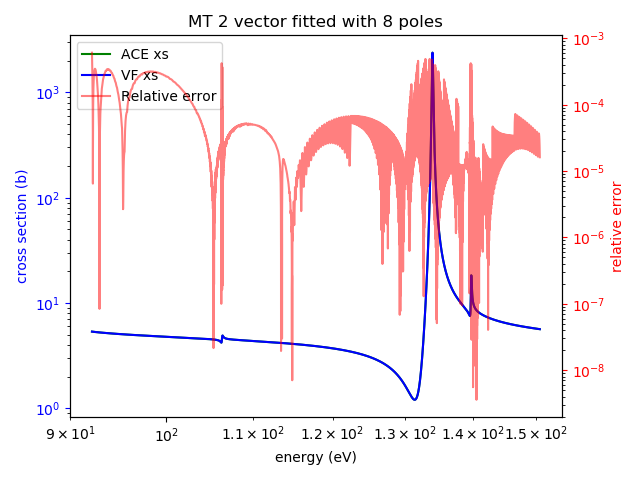 MT 2 vector fitted with 8 poles
ACE xs
VF xs
Relative error
cross section (b)
10³
10²
10¹
10⁰
10⁻³
10⁻⁴
10⁻⁵
10⁻⁶
10⁻⁷
10⁻⁸
relative error
9 × 10¹ 10² 1.1 × 10² 1.2 × 10² 1.3 × 10² 1.4 × 10² 1.5 × 10²
energy (eV)